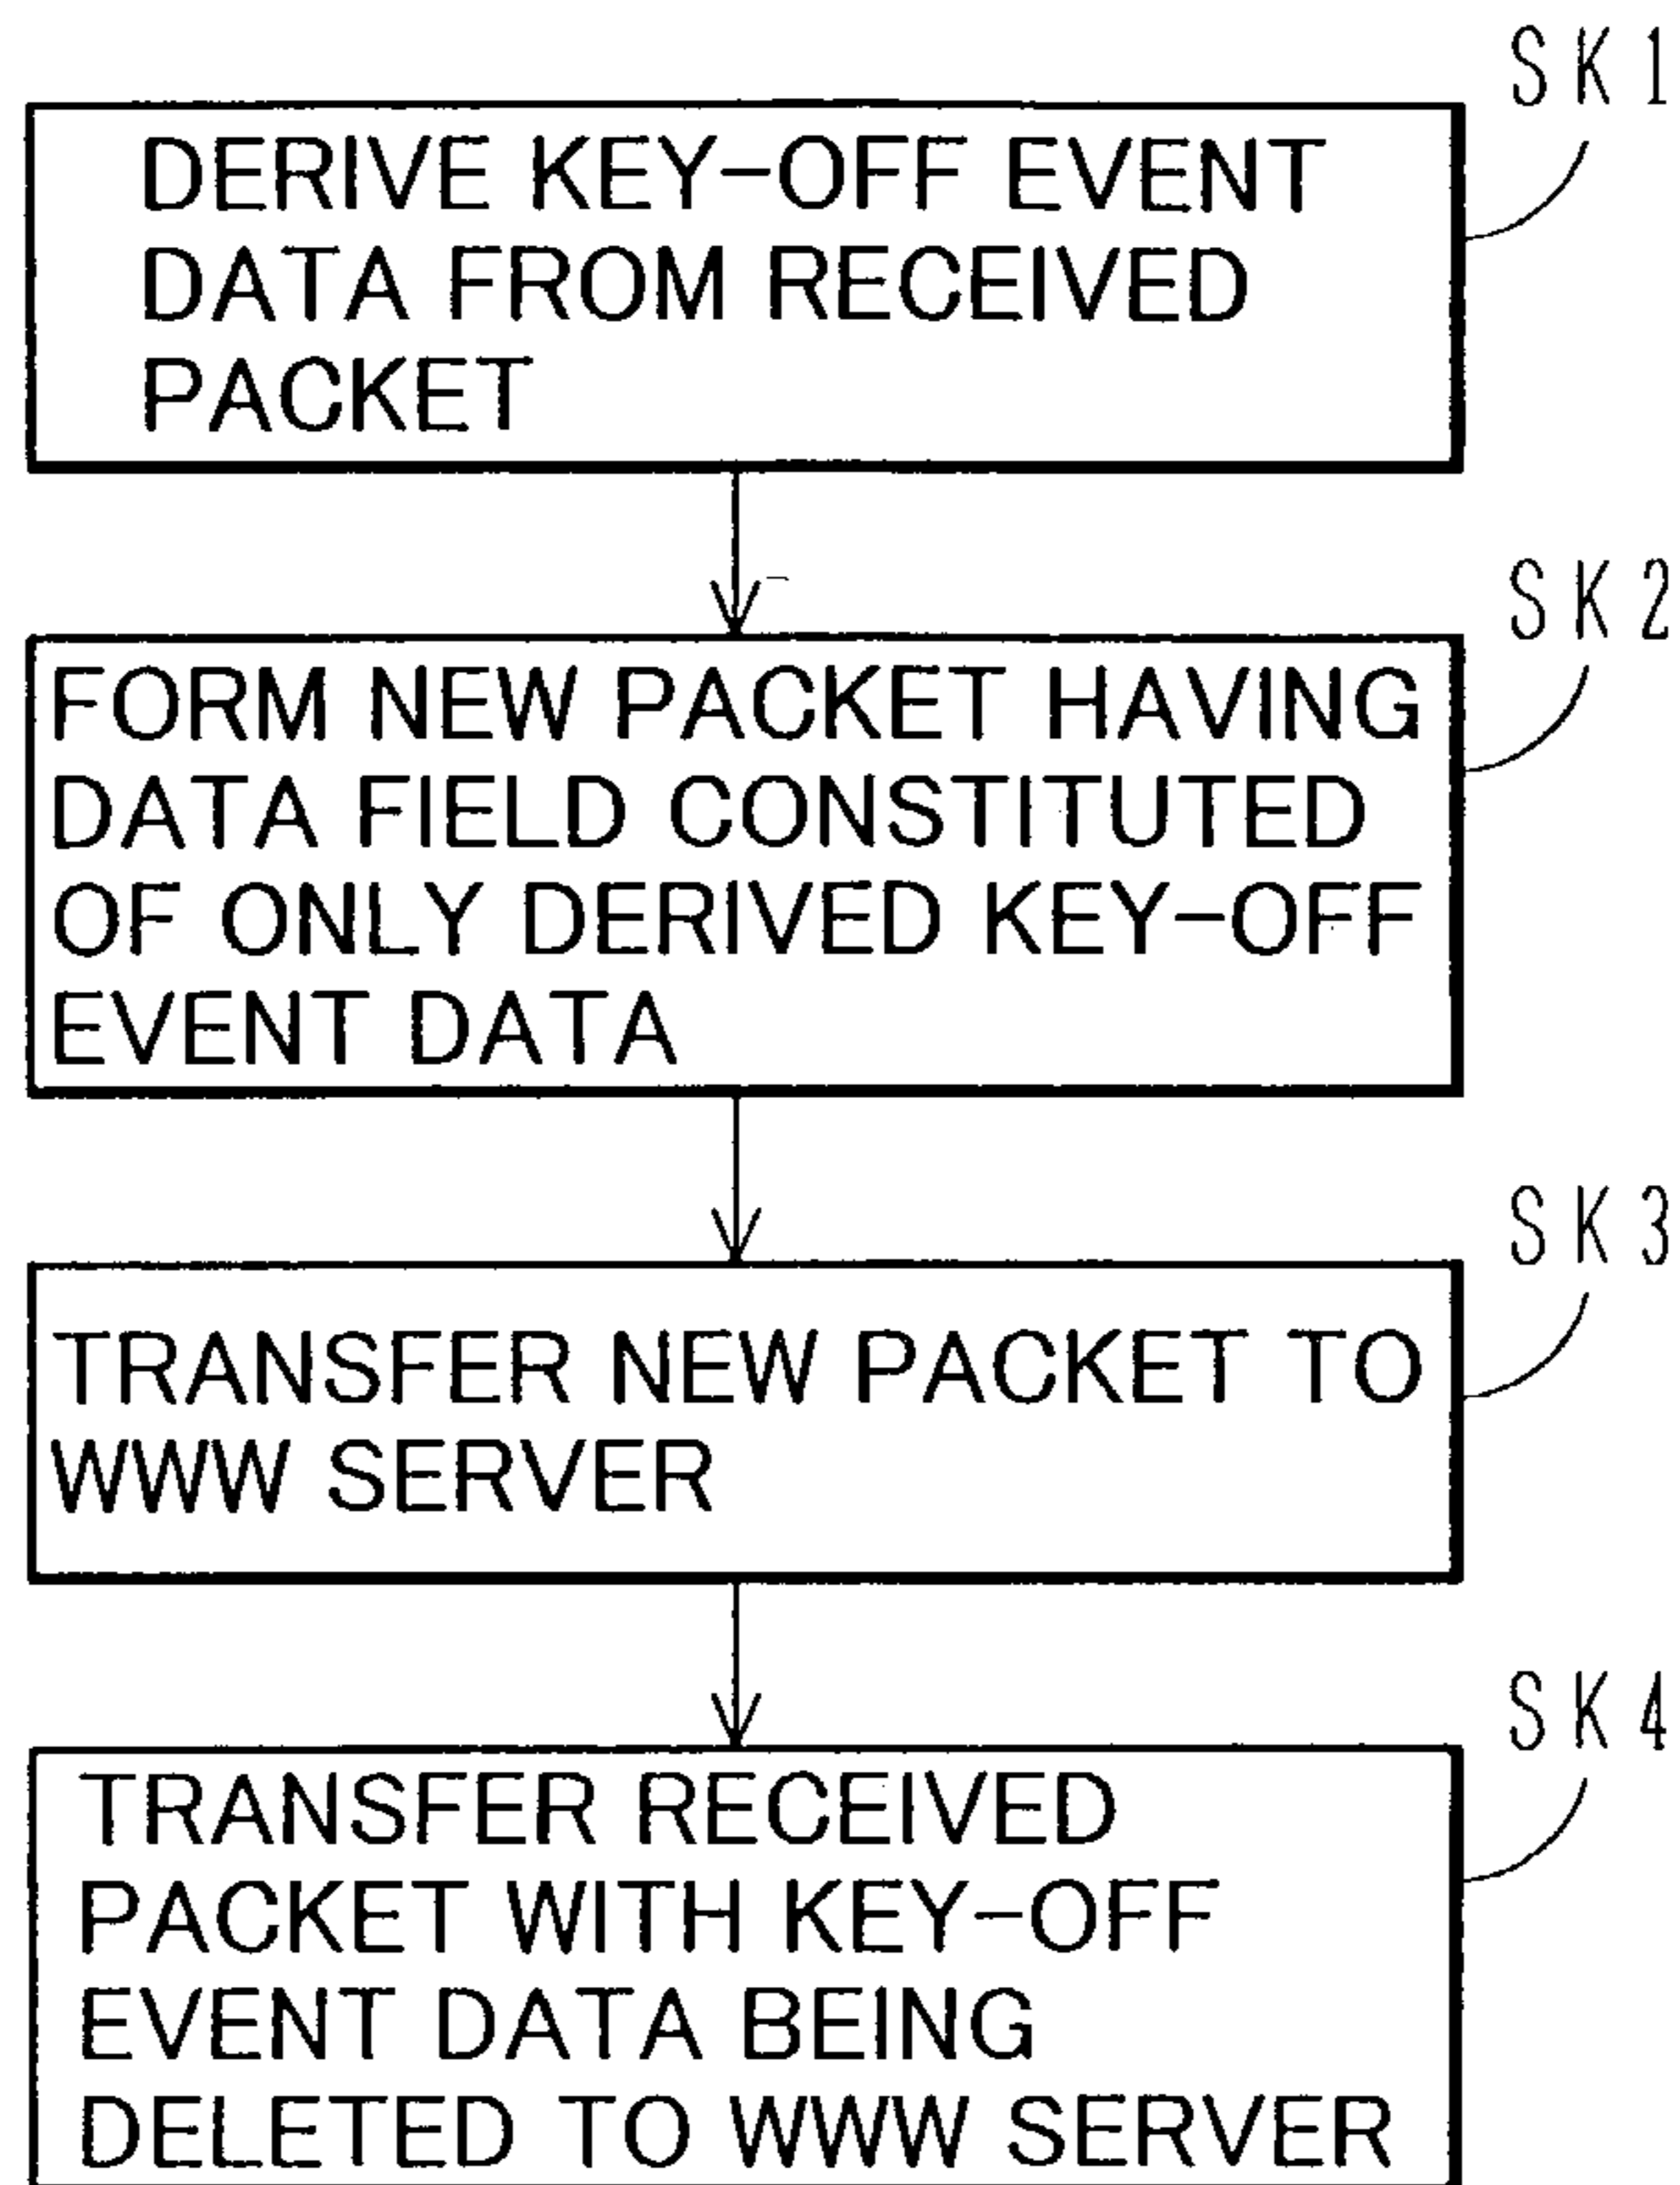 SK1
DERIVE KEY-OFF EVENT
DATA FROM RECEIVED
PACKET
SK2
FORM NEW PACKET HAVING
DATA FIELD CONSTITUTED
OF ONLY DERIVED KEY-OFF
EVENT DATA
SK3
TRANSFER NEW PACKET TO
WWW SERVER
SK4
TRANSFER RECEIVED
PACKET WITH KEY-OFF
EVENT DATA BEING
DELETED TO WWW SERVER